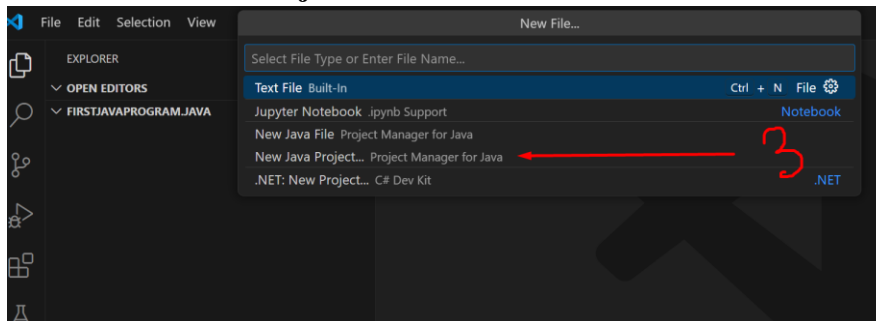 File Edit Selection View
New File...
EXPLORER
Select File Type or Enter File Name...
OPEN EDITORS
Text File Built-In Ctrl + N File
FIRSTJAVAPROGRAM.JAVA
Jupyter Notebook .ipynb Support Notebook
New Java File Project Manager for Java
New Java Project... Project Manager for Java
3
.NET: New Project... C# Dev Kit .NET